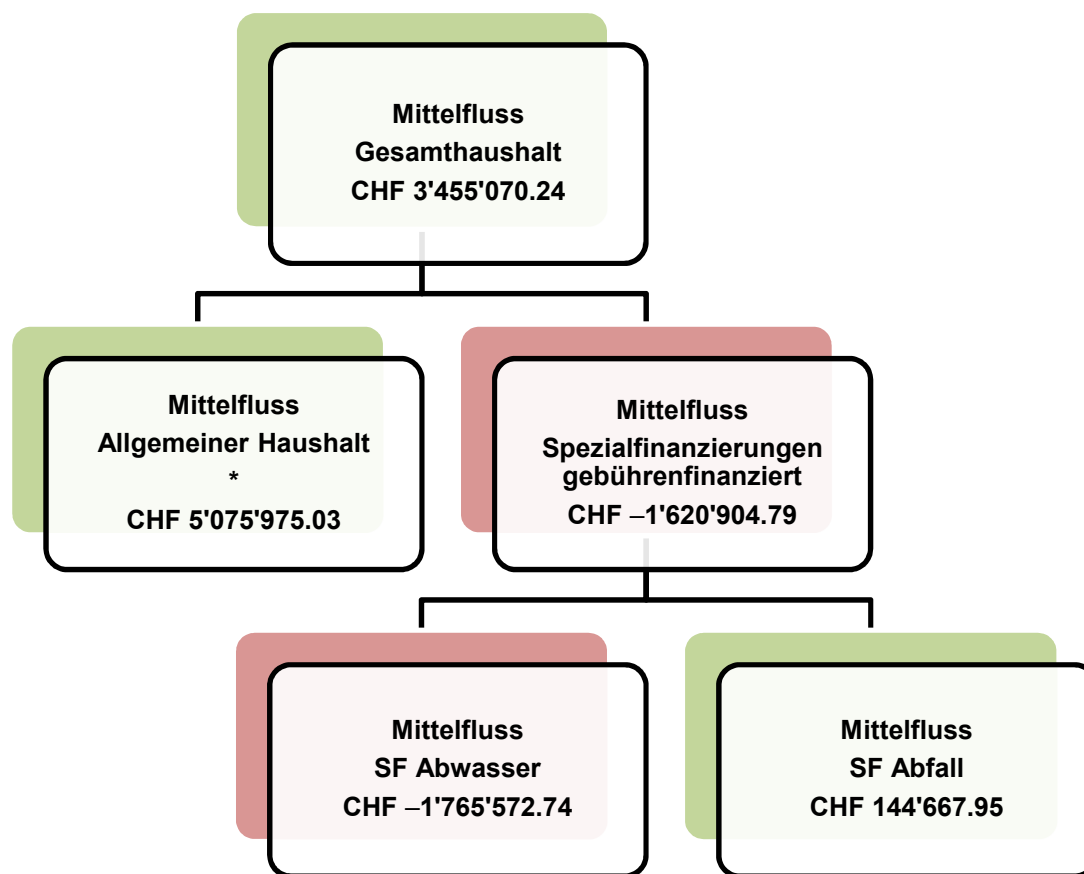 Mittelfluss
Gesamthaushalt
CHF 3'455'070.24
Mittelfluss
Allgemeiner Haushalt
*
CHF 5'075'975.03
Mittelfluss
Spezialfinanzierungen
gebührenfinanziert
CHF –1'620'904.79
Mittelfluss
SF Abwasser
CHF –1'765'572.74
Mittelfluss
SF Abfall
CHF 144'667.95